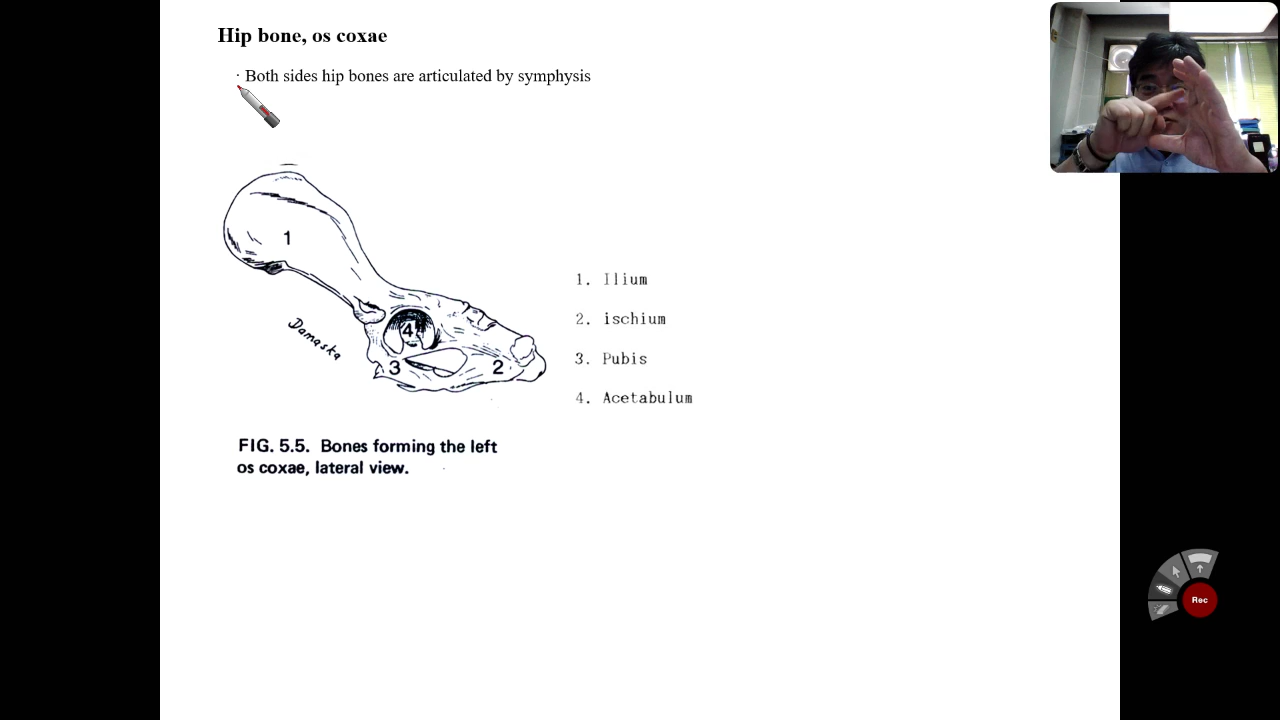 Hip bone, os coxae
· Both sides hip bones are articulated by symphysis
1
4
3
2
Damaska
1. Ilium
2. ischium
3. Pubis
4. Acetabulum
FIG. 5.5. Bones forming the left
os coxae, lateral view.
Rec